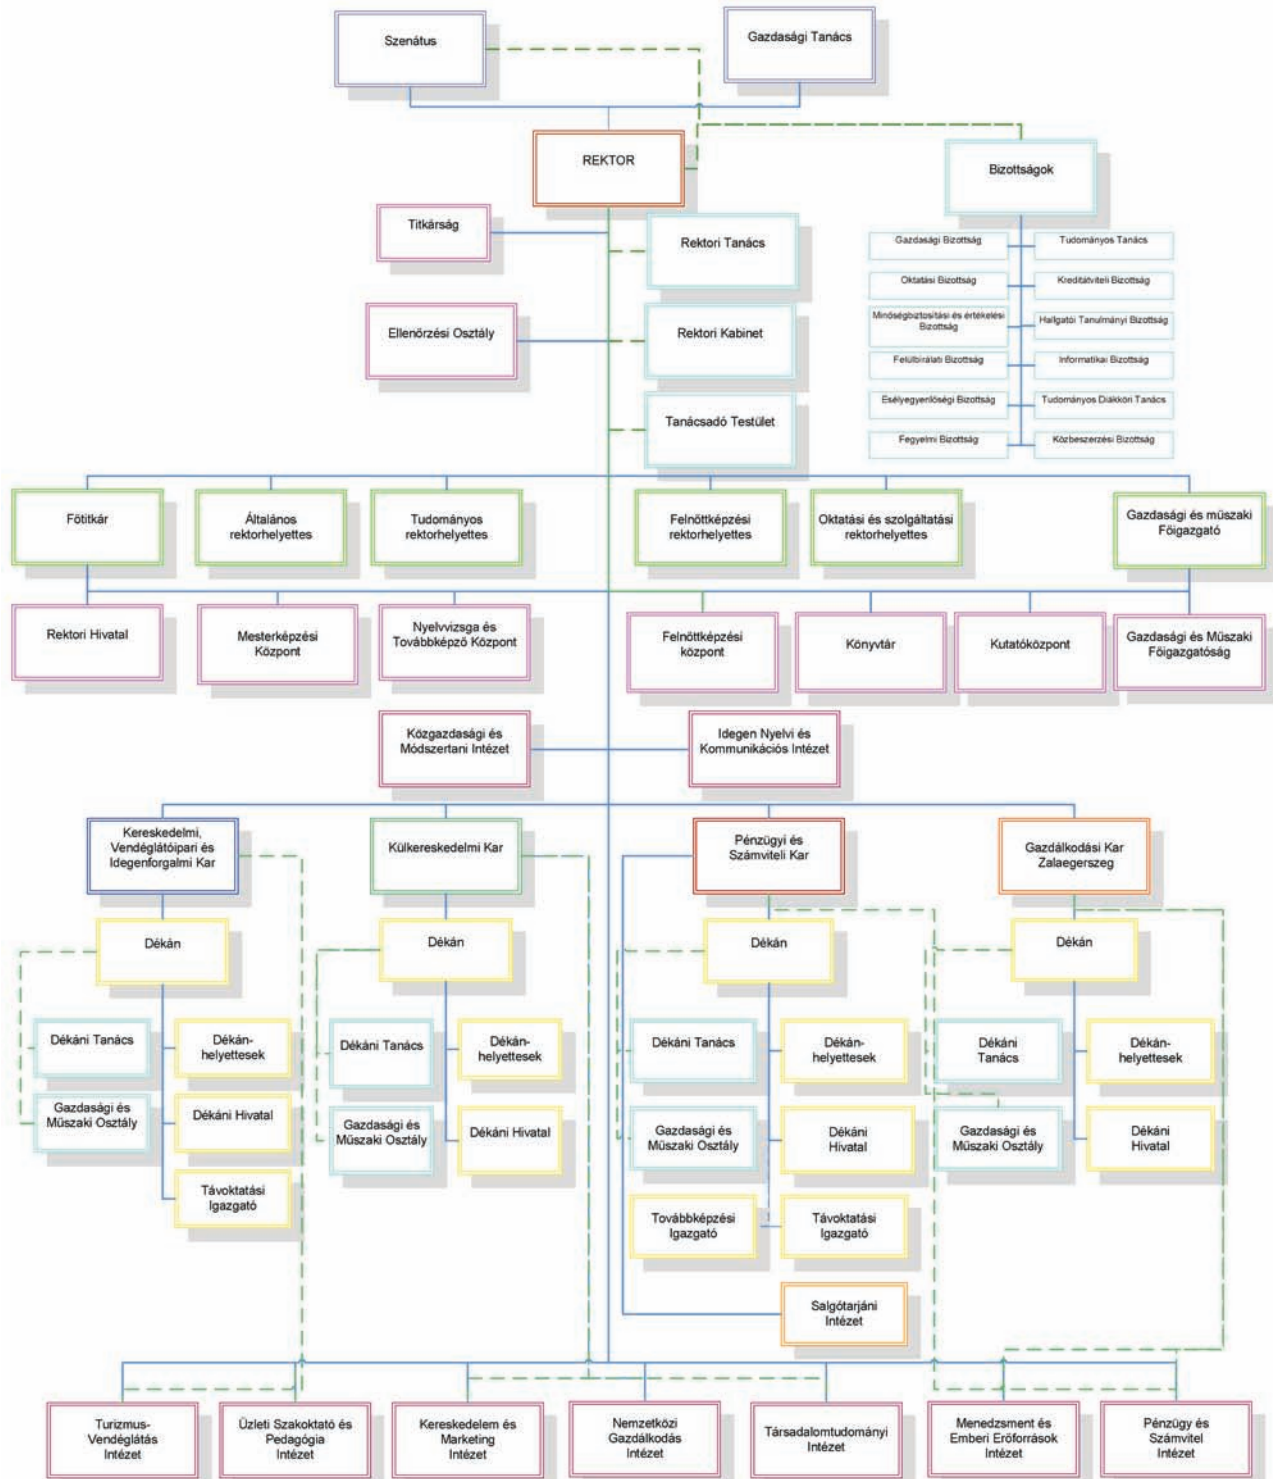 Szenátus
Gazdasági Tanács
REKTOR
Bizottságok
Titkárság
Rektori Tanács
Gazdasági Bizottság
Tudományos Tanács
Oktatási Bizottság
Kreditátviteli Bizottság
Ellenőrzési Osztály
Rektori Kabinet
Minőségbiztosítási és értékelési
Bizottság
Hallgatói Tanulmányi Bizottság
Felülbírálati Bizottság
Informatikai Bizottság
Esélyegyenlőségi Bizottság
Tudományos Diákköri Tanács
Tanácsadó Testület
Fegyelmi Bizottság
Közbeszerzési Bizottság
Főtitkár
Általános
rektorhelyettes
Tudományos
rektorhelyettes
Felnőttképzési
rektorhelyettes
Oktatási és szolgáltatási
rektorhelyettes
Gazdasági és műszaki
Főigazgató
Rektori Hivatal
Mesterképzési
Központ
Nyelvvizsga és
Továbbképző Központ
Felnőttképzési
központ
Könyvtár
Kutatóközpont
Gazdasági és Műszaki
Főigazgatóság
Közgazdasági és
Módszertani Intézet
Idegen Nyelvi és
Kommunikációs Intézet
Kereskedelmi,
Vendéglátóipari és
Idegenforgalmi Kar
Külkereskedelmi Kar
Pénzügyi és
Számviteli Kar
Gazdálkodási Kar
Zalaegerszeg
Dékán
Dékán
Dékán
Dékán
Dékáni Tanács
Dékán-
helyettesek
Dékáni Tanács
Dékán-
helyettesek
Dékáni Tanács
Dékán-
helyettesek
Dékáni
Tanács
Dékán-
helyettesek
Gazdasági és
Műszaki Osztály
Dékáni Hivatal
Gazdasági és
Műszaki Osztály
Dékáni Hivatal
Gazdasági és
Műszaki Osztály
Dékáni
Hivatal
Gazdasági és
Műszaki Osztály
Dékáni
Hivatal
Távoktatási
Igazgató
Továbbképzési
Igazgató
Távoktatási
Igazgató
Salgótarjáni
Intézet
Turizmus-
Vendéglátás
Intézet
Üzleti Szakoktató és
Pedagógia
Intézet
Kereskedelem és
Marketing
Intézet
Nemzetközi
Gazdálkodás
Intézet
Társadalomtudományi
Intézet
Menedzsment és
Emberi Erőforrások
Intézet
Pénzügy és
Számvitel
Intézet